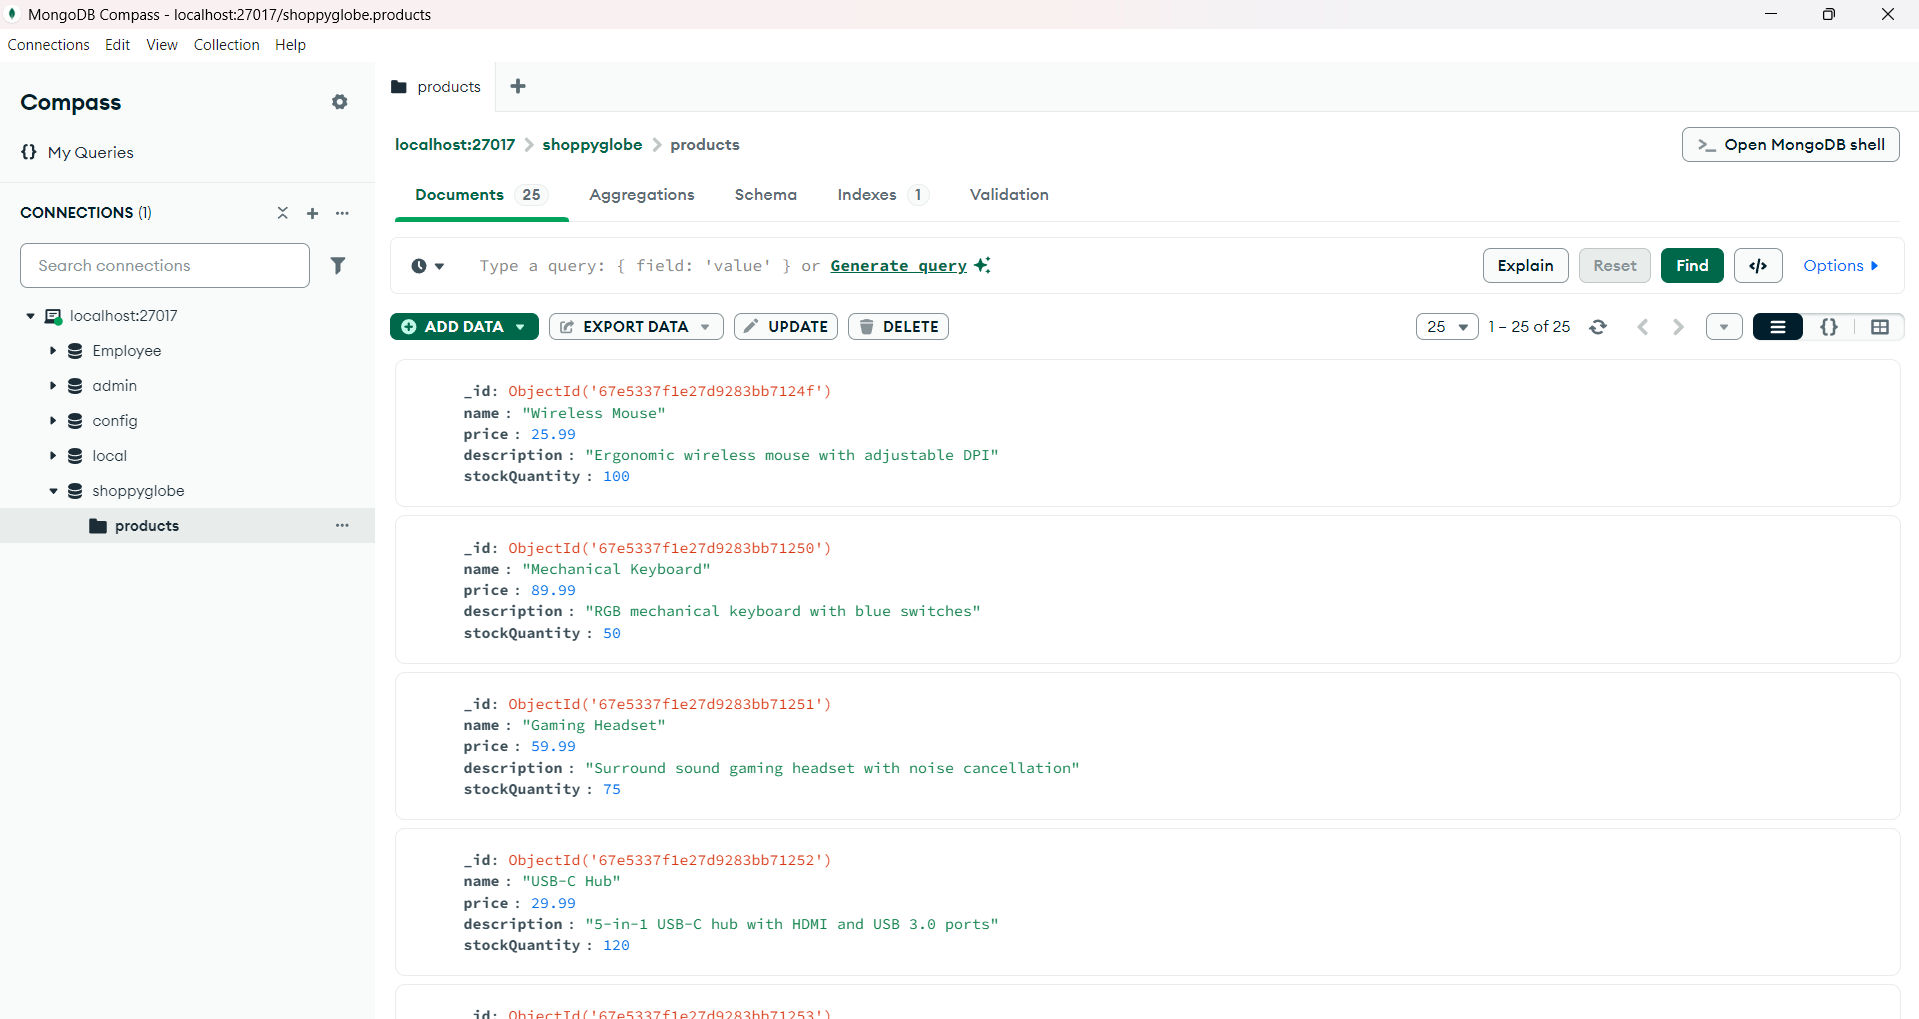 MongoDB Compass - localhost:27017/shoppyglobe.products
Connections Edit View Collection Help
Compass
{} My Queries
CONNECTIONS (1)
Search connections
localhost:27017
Employee
admin
config
local
shoppyglobe
products
products
localhost:27017 > shoppyglobe > products
>_ Open MongoDB shell
Documents 25 Aggregations Schema Indexes 1 Validation
Type a query: { field: 'value' } or Generate query
Explain Reset Find </> Options
ADD DATA EXPORT DATA UPDATE DELETE
25 1 – 25 of 25 {}
_id: ObjectId('67e5337f1e27d9283bb7124f')
name : "Wireless Mouse"
price : 25.99
description : "Ergonomic wireless mouse with adjustable DPI"
stockQuantity : 100
_id: ObjectId('67e5337f1e27d9283bb71250')
name : "Mechanical Keyboard"
price : 89.99
description : "RGB mechanical keyboard with blue switches"
stockQuantity : 50
_id: ObjectId('67e5337f1e27d9283bb71251')
name : "Gaming Headset"
price : 59.99
description : "Surround sound gaming headset with noise cancellation"
stockQuantity : 75
_id: ObjectId('67e5337f1e27d9283bb71252')
name : "USB-C Hub"
price : 29.99
description : "5-in-1 USB-C hub with HDMI and USB 3.0 ports"
stockQuantity : 120
_id: ObjectId('67e5337f1e27d9283bb71253')